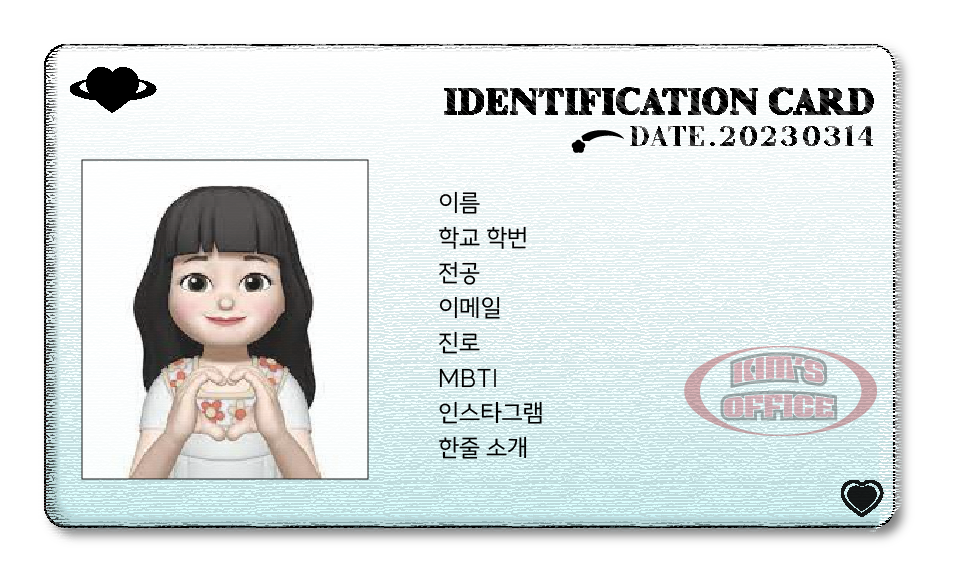 IDENTIFICATION CARD
DATE.20230314
이름
학교 학번
전공
이메일
진로
MBTI
인스타그램
한줄 소개
KIM'S
OFFICE